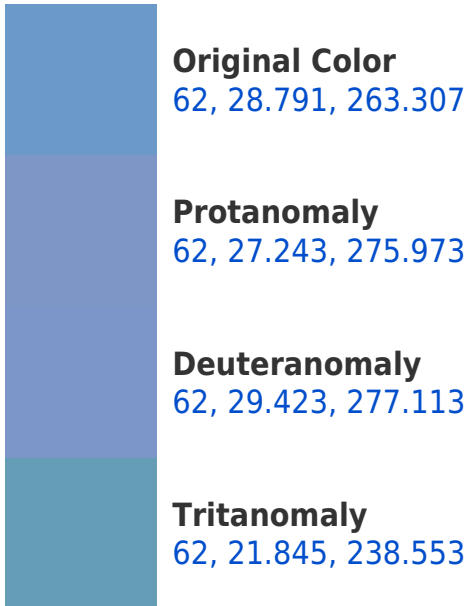 Original Color
62, 28.791, 263.307
Protanomaly
62, 27.243, 275.973
Deuteranomaly
62, 29.423, 277.113
Tritanomaly
62, 21.845, 238.553